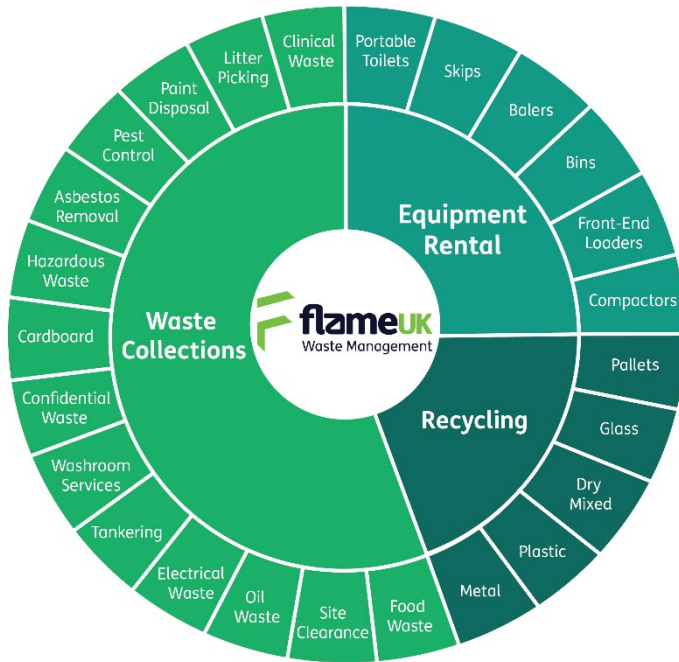 Clinical
Waste
Portable
Toilets
Skips
Balers
Bins
Front-End
Loaders
Compactors
Pallets
Glass
Dry
Mixed
Plastic
Metal
Food
Waste
Site
Clearance
Oil
Waste
Electrical
Waste
Tankering
Washroom
Services
Confidential
Waste
Cardboard
Hazardous
Waste
Asbestos
Removal
Pest
Control
Paint
Disposal
Litter
Picking
Equipment
Rental
Recycling
Waste
Collections
flameUK
Waste Management